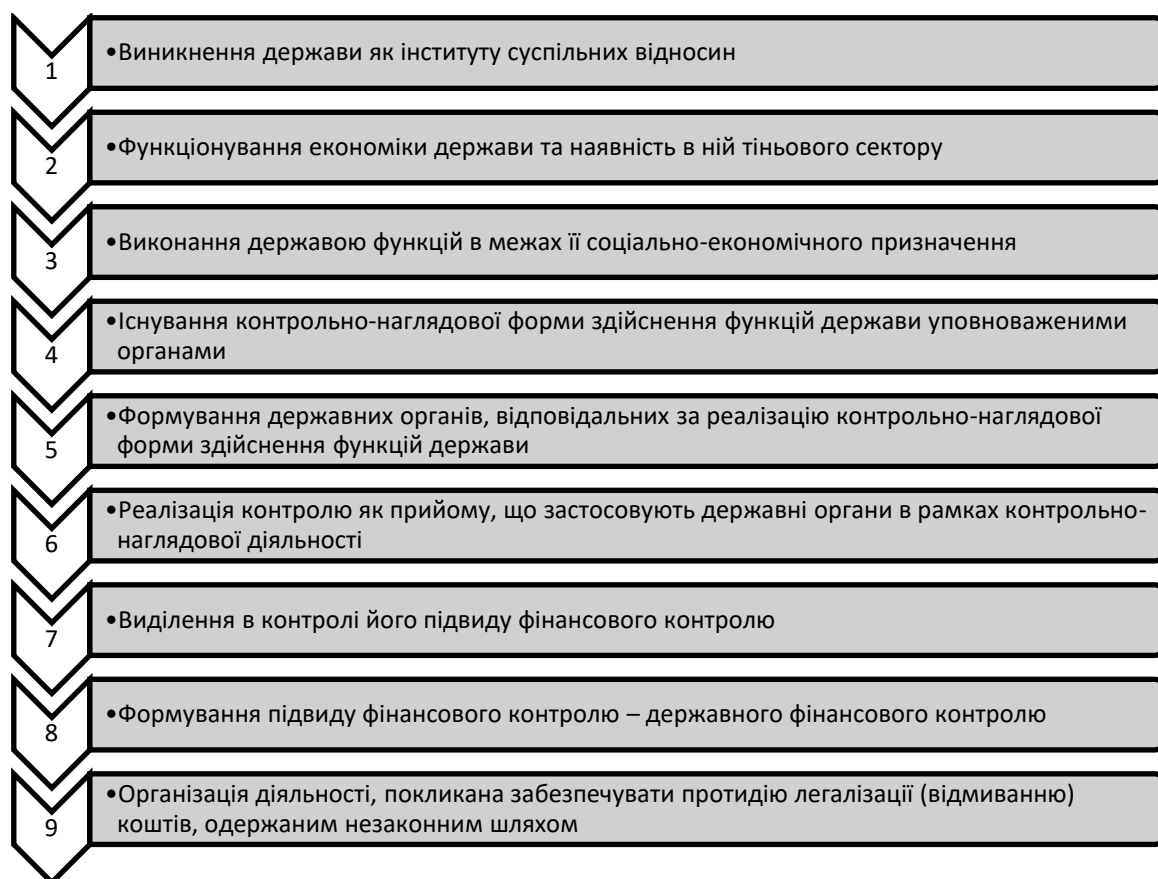 1
•Виникнення держави як інституту суспільних відносин
2
•Функціонування економіки держави та наявність в ній тіньового сектору
3
•Виконання державою функцій в межах її соціально-економічного призначення
4
•Існування контрольно-наглядової форми здійснення функцій держави уповноваженими
органами
5
•Формування державних органів, відповідальних за реалізацію контрольно-наглядової
форми здійснення функцій держави
6
•Реалізація контролю як прийому, що застосовують державні органи в рамках контрольно-
наглядової діяльності
7
•Виділення в контролі його підвиду фінансового контролю
8
•Формування підвиду фінансового контролю – державного фінансового контролю
9
•Організація діяльності, покликана забезпечувати протидію легалізації (відмиванню)
коштів, одержаним незаконним шляхом